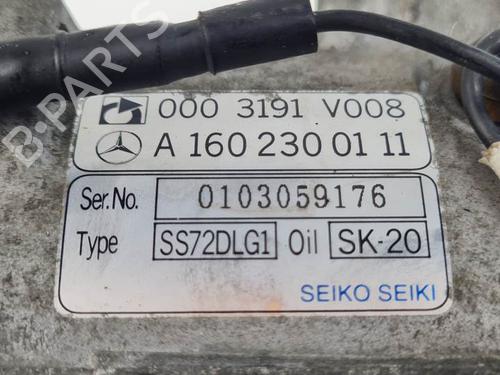 000 3191 V008
A 160 230 01 11
Ser.No. 0103059176
Type SS72DLG1 Oil SK-20
SEIKO SEIKI
B-PARTS